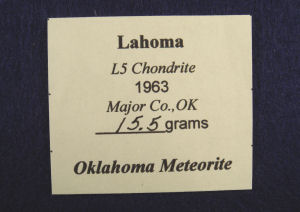 Lahoma
L5 Chondrite
1963
Major Co.,OK
15.5 grams
Oklahoma Meteorite